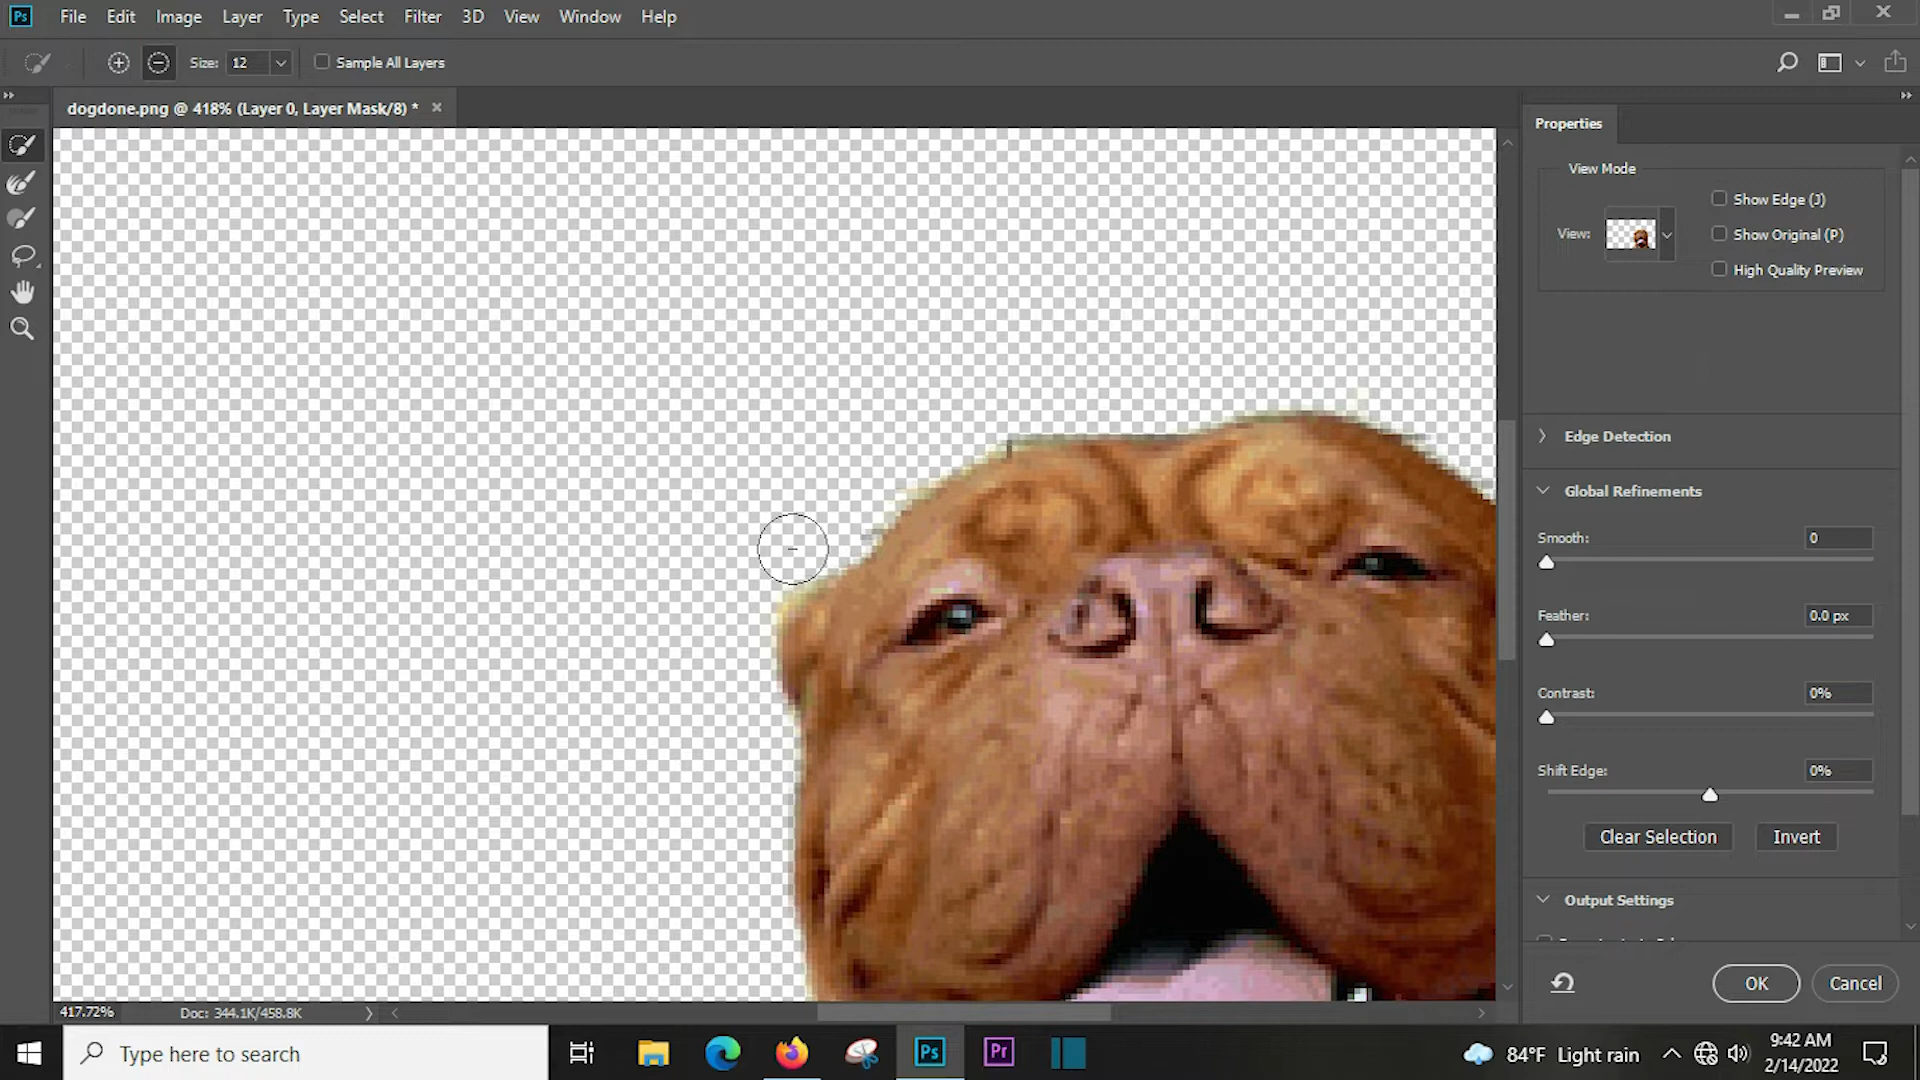 Ps File Edit Image Layer Type Select Filter 3D View Window Help
Size: 12 Sample All Layers
dogdone.png @ 418% (Layer 0, Layer Mask/8) *
Properties
View Mode
Show Edge (J)
View:
Show Original (P)
High Quality Preview
Edge Detection
Global Refinements
Smooth: 0
Feather: 0.0 px
Contrast: 0%
Shift Edge: 0%
Clear Selection Invert
Output Settings
OK Cancel
417.72% Doc: 344.1K/458.8K
Type here to search
Ps Pr
84°F Light rain
9:42 AM
2/14/2022